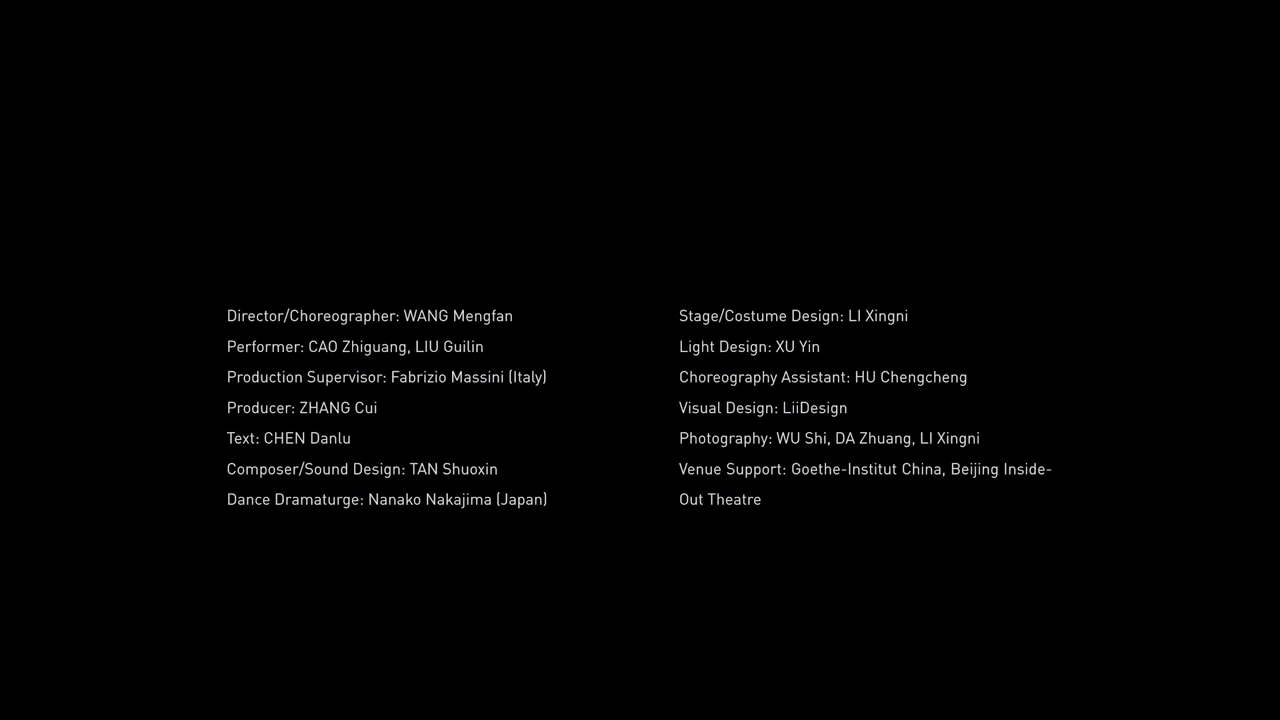 Director/Choreographer: WANG Mengfan
Performer: CAO Zhiguang, LIU Guilin
Production Supervisor: Fabrizio Massini (Italy)
Producer: ZHANG Cui
Text: CHEN Danlu
Composer/Sound Design: TAN Shuoxin
Dance Dramaturge: Nanako Nakajima (Japan)
Stage/Costume Design: LI Xingni
Light Design: XU Yin
Choreography Assistant: HU Chengcheng
Visual Design: LiiDesign
Photography: WU Shi, DA Zhuang, LI Xingni
Venue Support: Goethe-Institut China, Beijing Inside-
Out Theatre